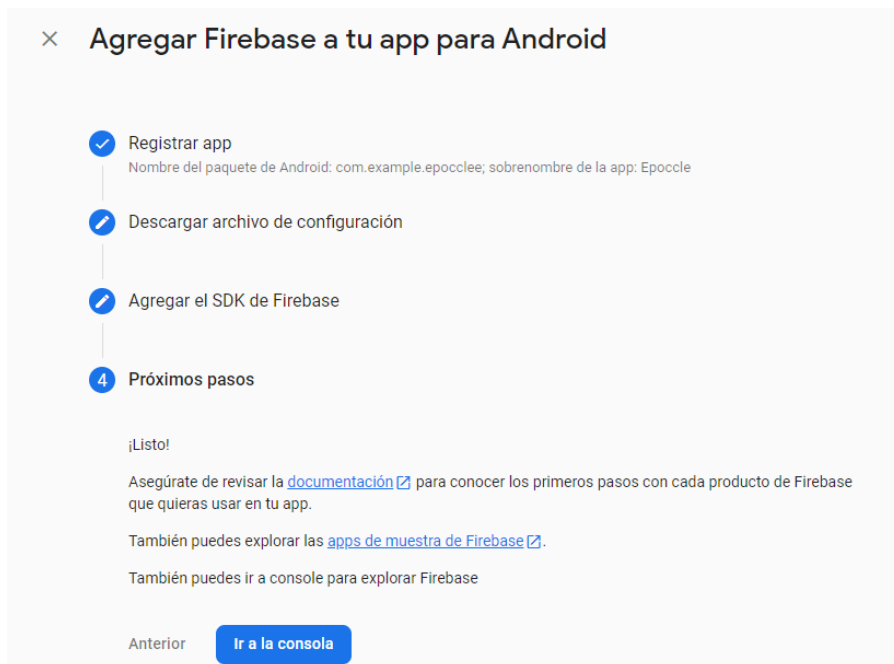 Agregar Firebase a tu app para Android
Registrar app
Nombre del paquete de Android: com.example.epocclee; sobrenombre de la app: Epoccle
Descargar archivo de configuración
Agregar el SDK de Firebase
4 Próximos pasos
¡Listo!
Asegúrate de revisar la documentación para conocer los primeros pasos con cada producto de Firebase
que quieras usar en tu app.
También puedes explorar las apps de muestra de Firebase.
También puedes ir a console para explorar Firebase
Anterior Ir a la consola